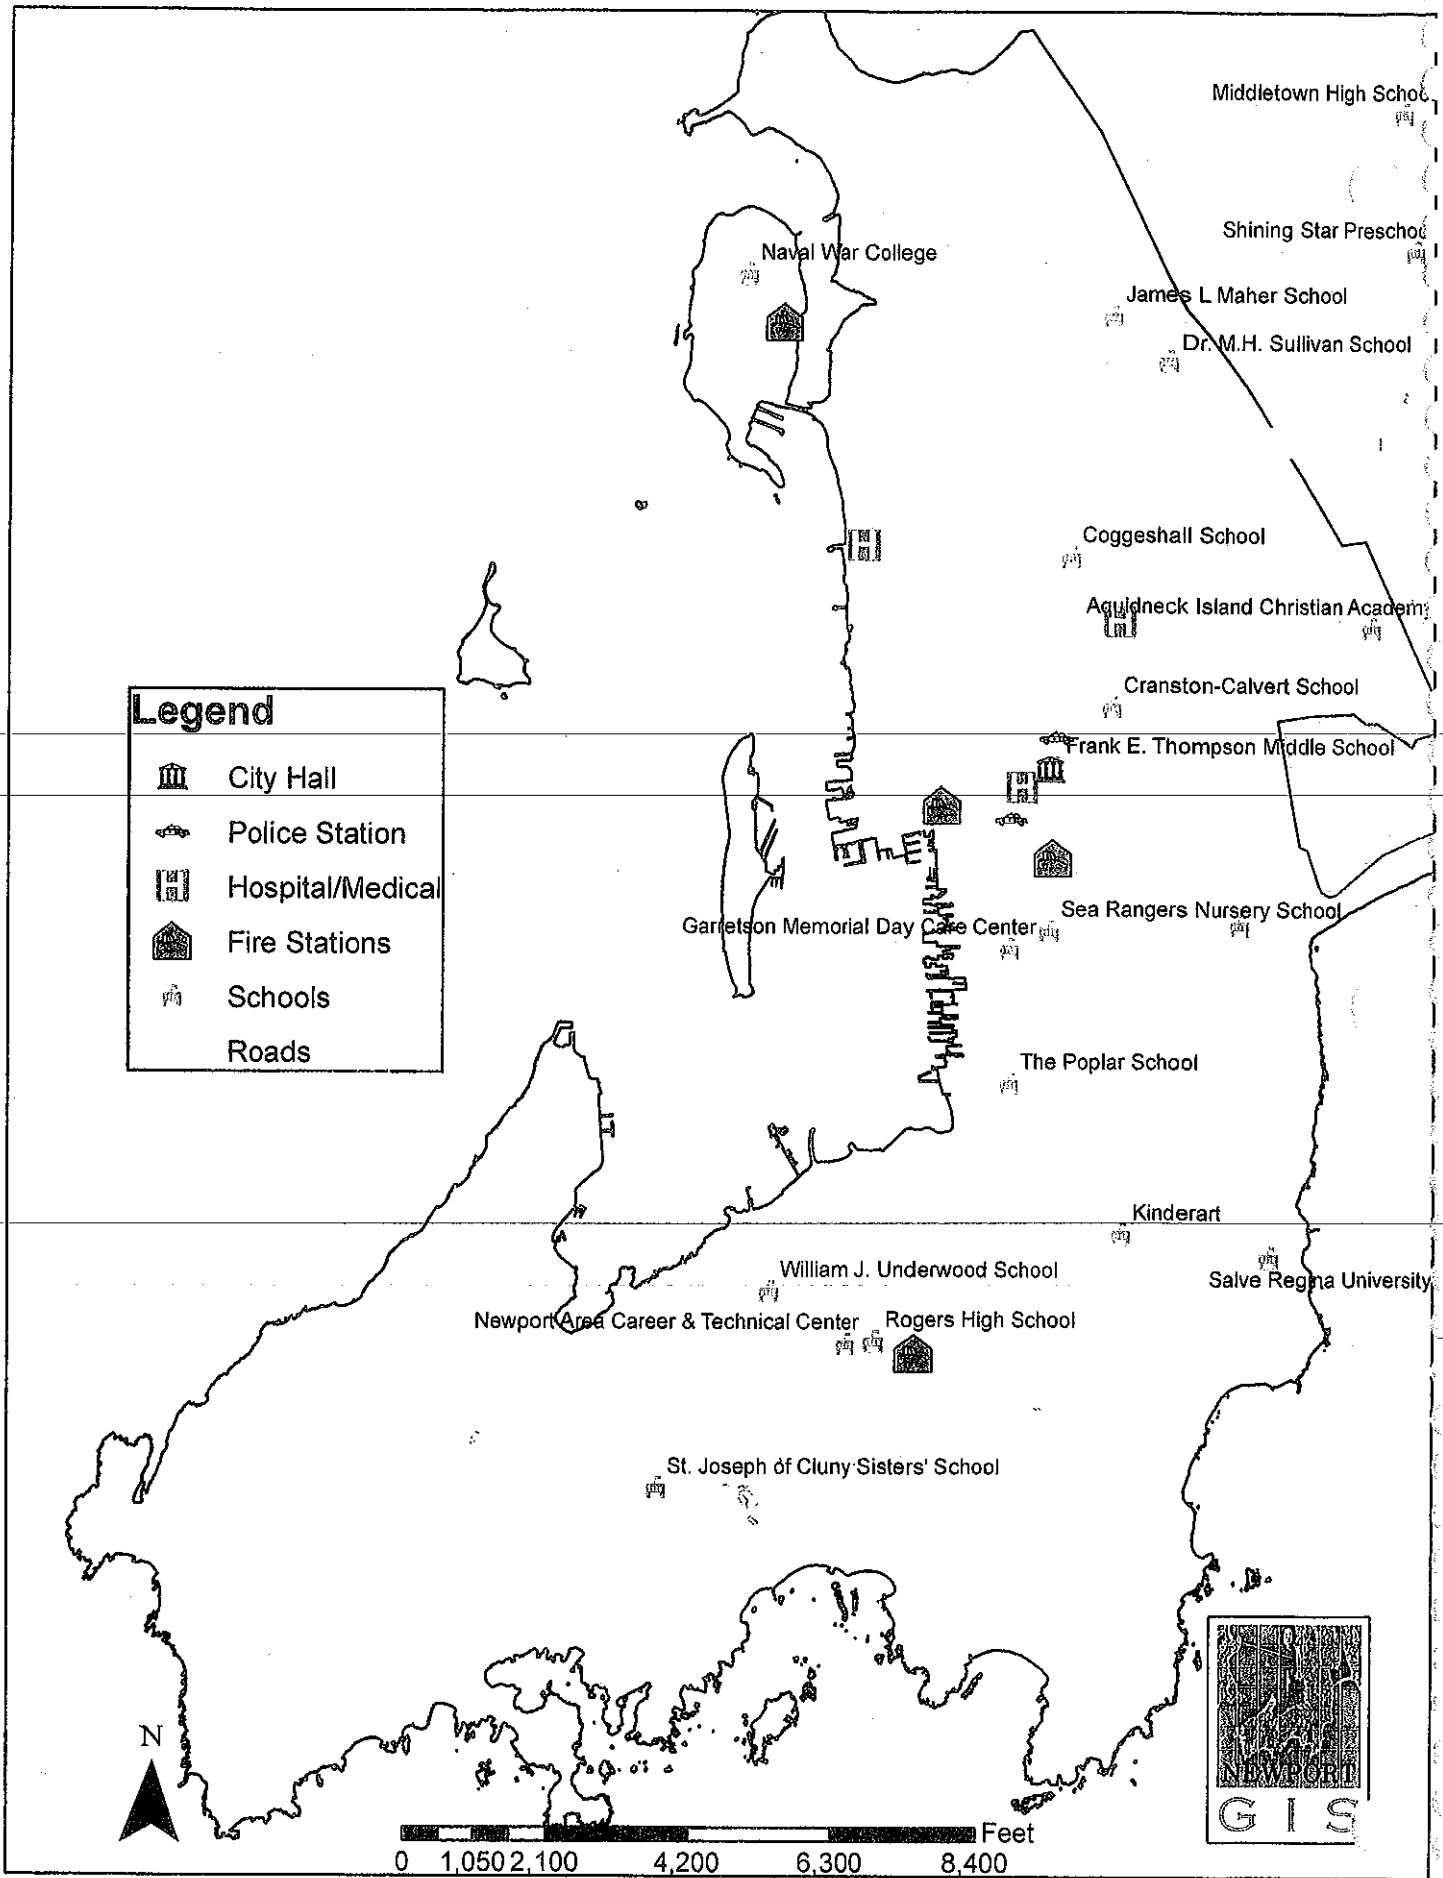 Middletown High Schoo
Shining Star Preschoo
Naval War College
James L Maher School
Dr. M.H. Sullivan School
Coggeshall School
Aquidneck Island Christian Academ
Cranston-Calvert School
Legend
City Hall
Police Station
Hospital/Medical
Fire Stations
Schools
Roads
Frank E. Thompson Middle School
Sea Rangers Nursery School
Garretson Memorial Day Care Center
The Poplar School
Kinderart
William J. Underwood School
Salve Regina University
Newport Area Career & Technical Center
Rogers High School
St. Joseph of Cluny Sisters' School
N
NEWPORT
GIS
Feet
0 1,050 2,100 4,200 6,300 8,400